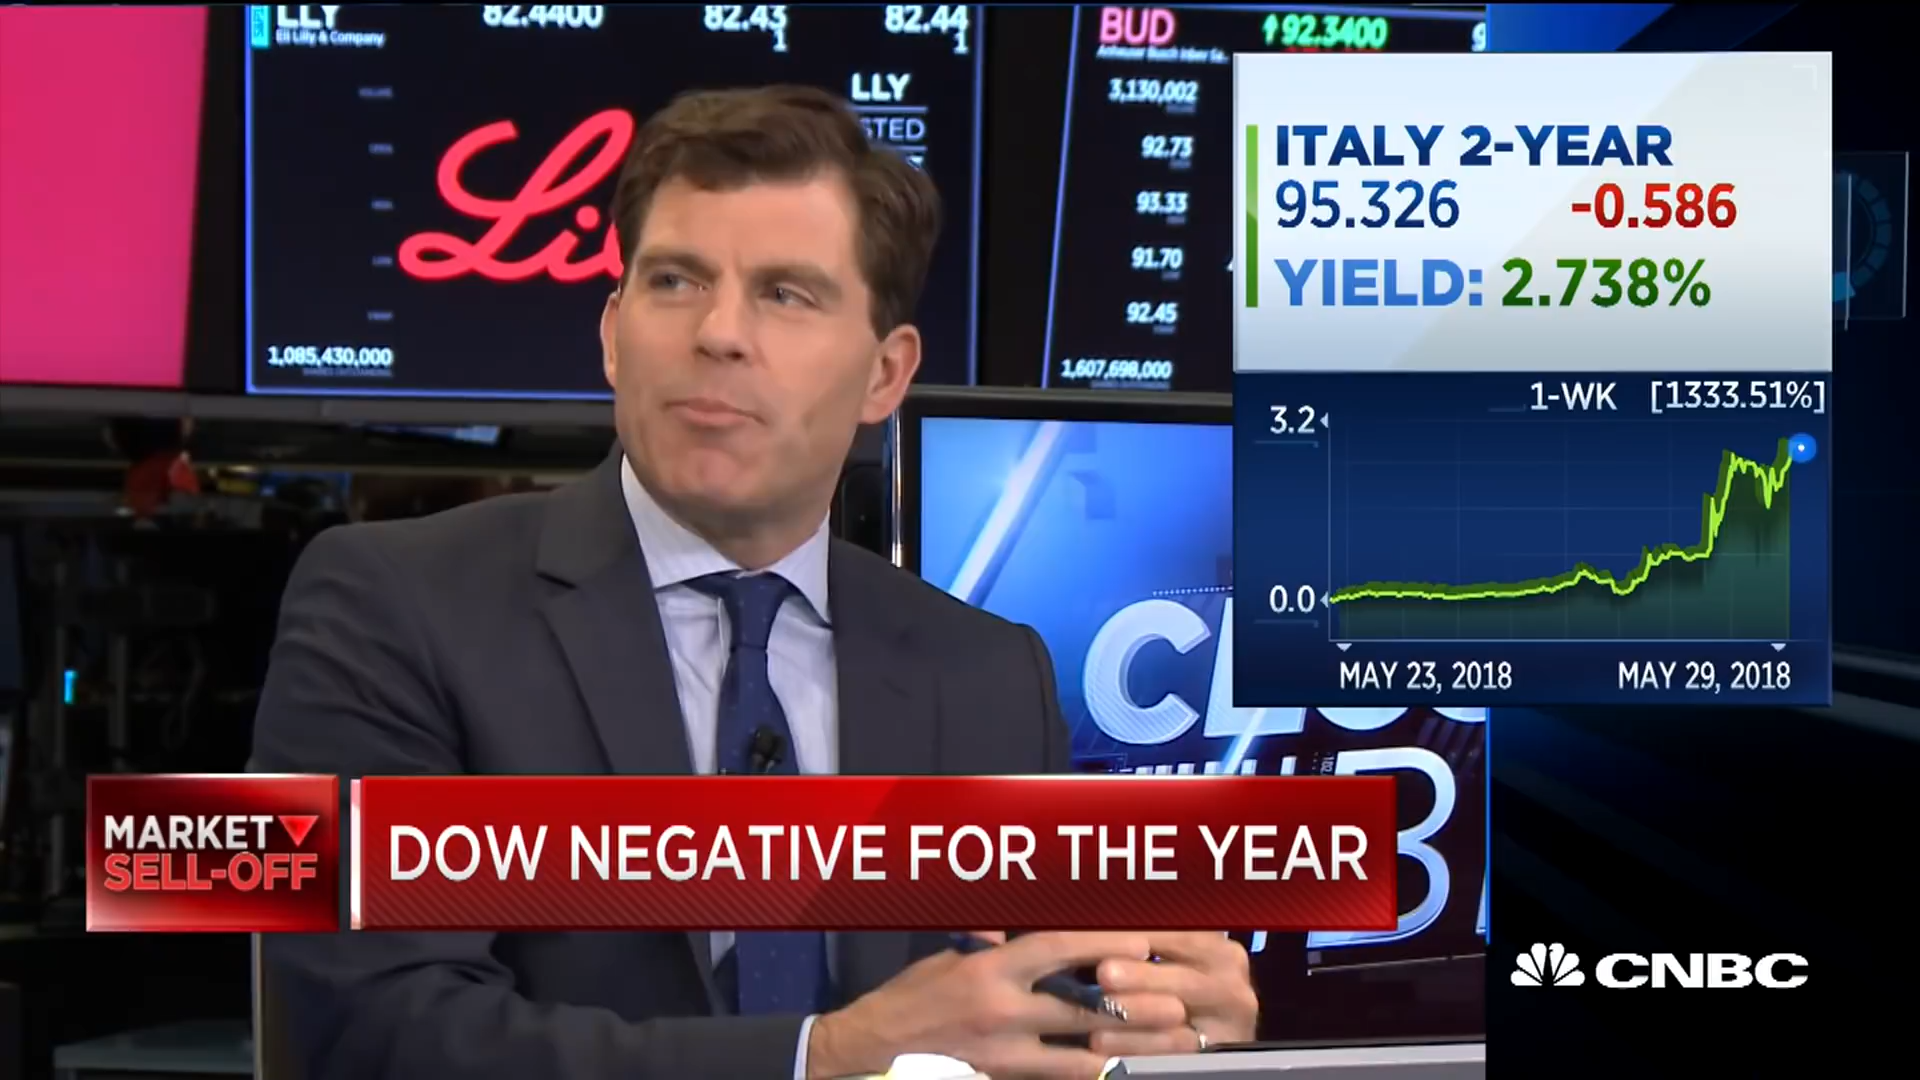 LLY
Eli Lilly & Company
82.4400
82.43
1
82.44
1
LLY
1,085,430,000
BUD
92.3400
3,130,002
92.73
93.33
91.70
92.45
1,607,698,000
ITALY 2-YEAR
95.326 -0.586
YIELD: 2.738%
1-WK [1333.51%]
3.2
0.0
MAY 23, 2018 MAY 29, 2018
MARKET
SELL-OFF
DOW NEGATIVE FOR THE YEAR
CNBC